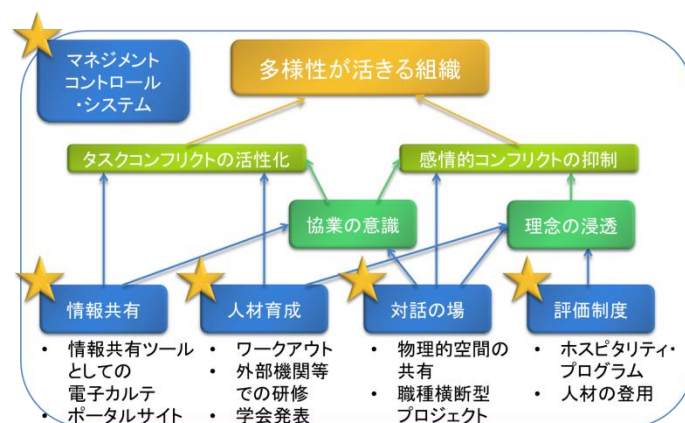 マネジメント
コントロール
・システム
多様性が活きる組織
タスクコンフリクトの活性化
感情的コンフリクトの抑制
協業の意識
理念の浸透
情報共有
人材育成
対話の場
評価制度
• 情報共有ツール
としての
電子カルテ
• ポータルサイト
• ワークアウト
• 外部機関等
での研修
• 学会発表
• 物理的空間の
共有
• 職種横断型
プロジェクト
• ホスピタリティ・
プログラム
• 人材の登用